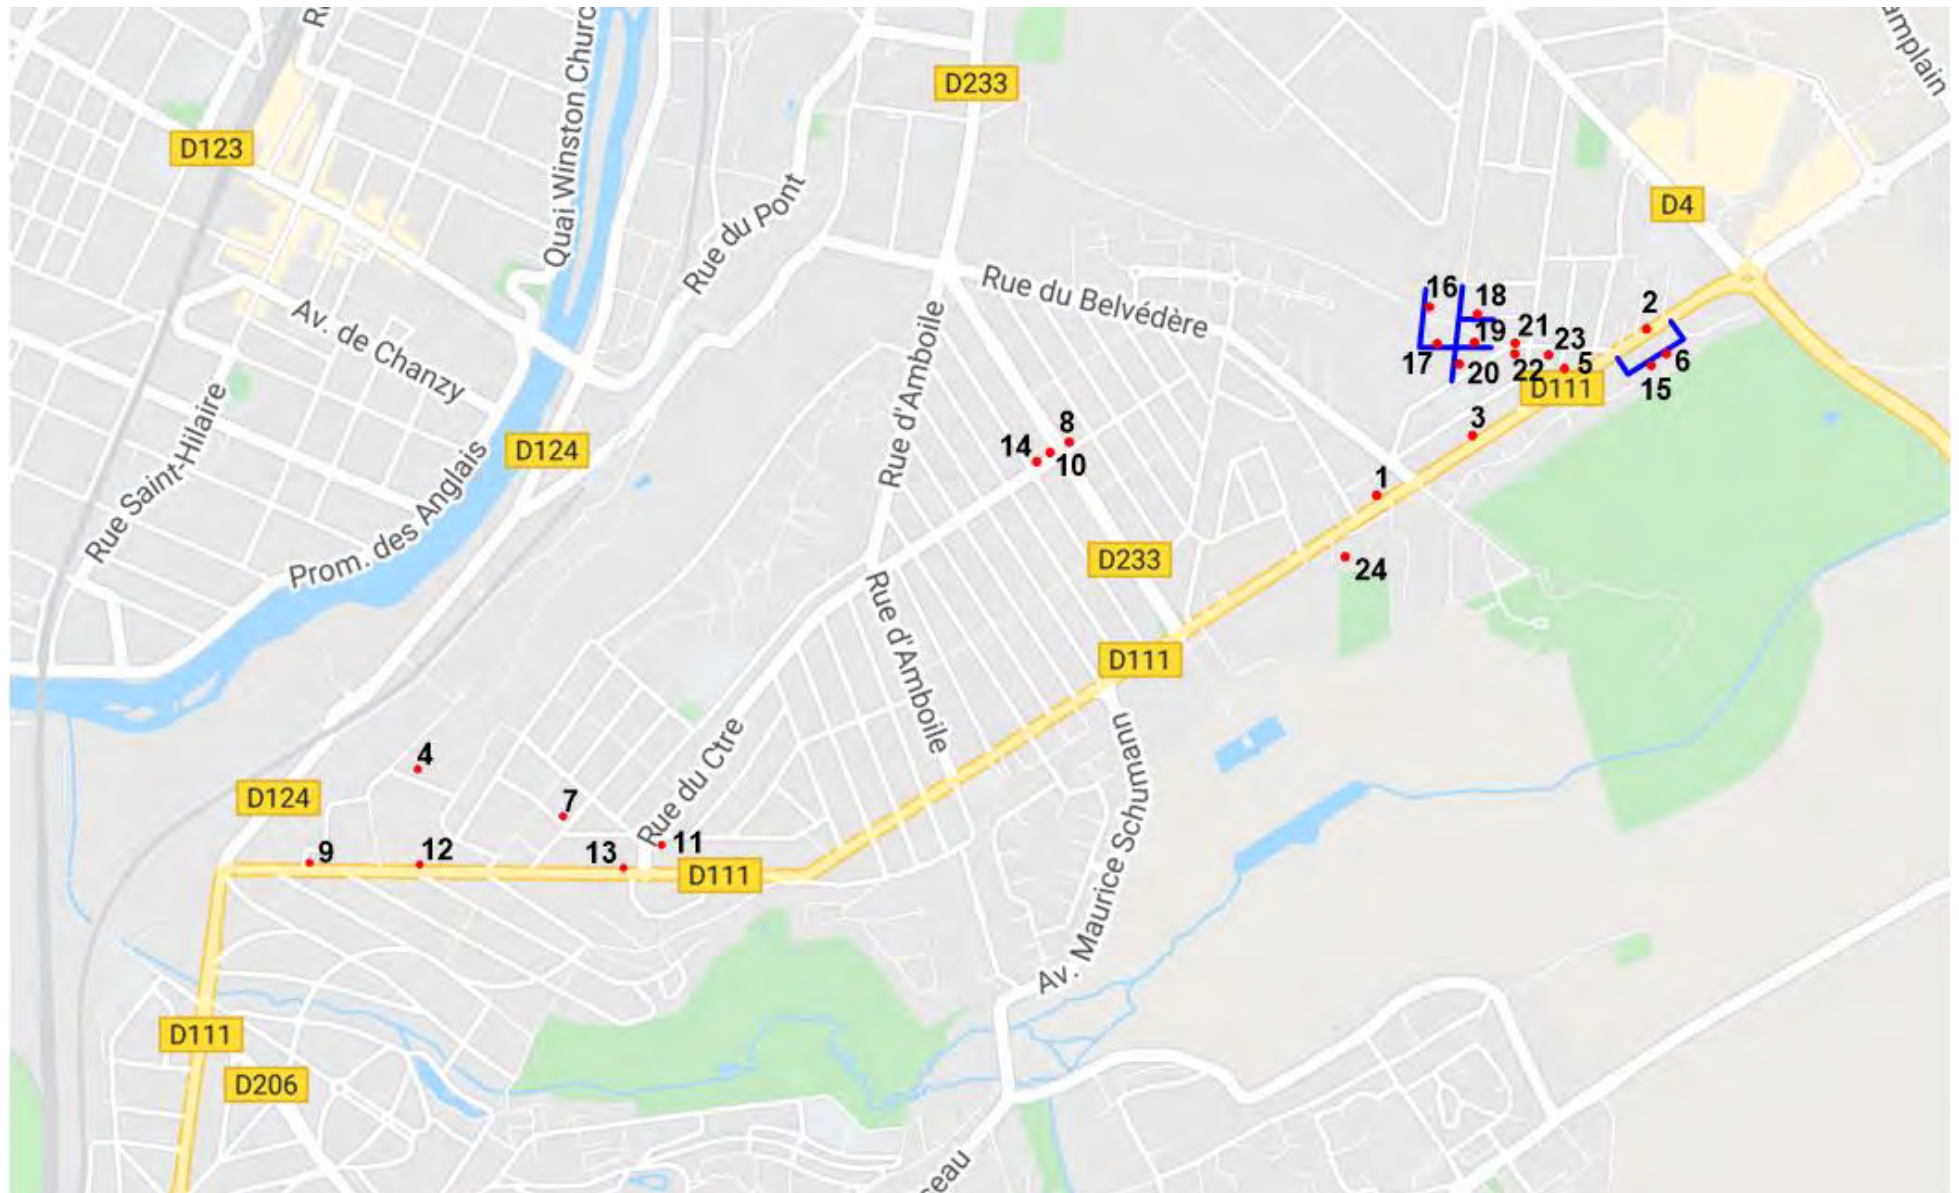 Quai Winston Churc
amplain
D233
D123
Rue du Pont
D4
Rue du Belvédère
Av. de Chanzy
16
18
2
19
21
23
17
20
22
5
6
D111
15
Rue d'Amboile
Rue Saint-Hilaire
3
8
14
10
D124
1
Prom. des Anglais
D233
24
Rue d'Amboile
D111
4
D124
7
Rue du Ctre
Av. Maurice Schumann
9
12
13
11
D111
D111
D206
seau